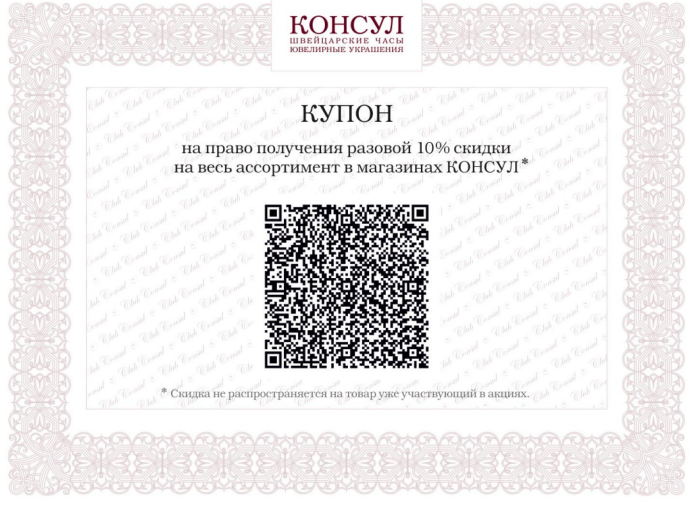 КОНСУЛ
ШВЕЙЦАРСКИЕ ЧАСЫ
ЮВЕЛИРНЫЕ УКРАШЕНИЯ
КУПОН
на право получения разовой 10% скидки
на весь ассортимент в магазинах КОНСУЛ*
* Скидка не распространяется на товар уже участвующий в акциях.